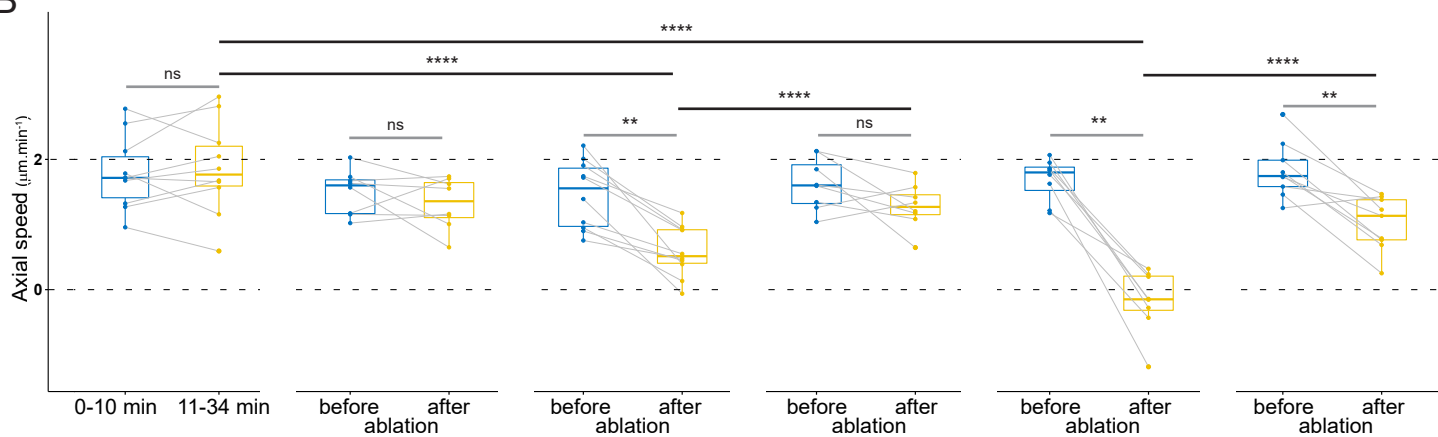 ****
****
****
ns
**
****
ns
**
ns
**
Axial speed (μm.min⁻¹)
2
0
0-10 min 11-34 min before after before after before after before after before after
ablation ablation ablation ablation ablation